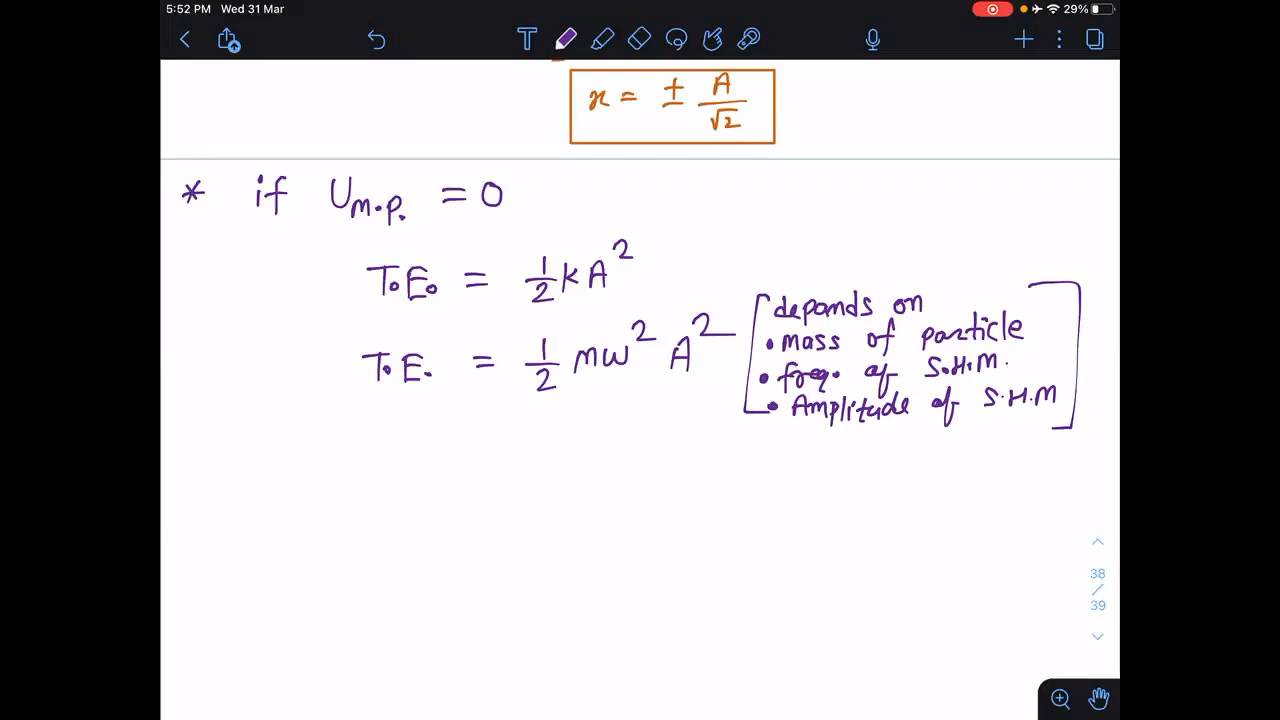 5:52 PM Wed 31 Mar
29%
x = ± A/√2
* if U_M.P. = 0
T.E. = 1/2 KA²
T.E. = 1/2 mω² A²
depends on
• mass of particle
• freq. of S.H.M.
• Amplitude of S.H.M
38
/
39